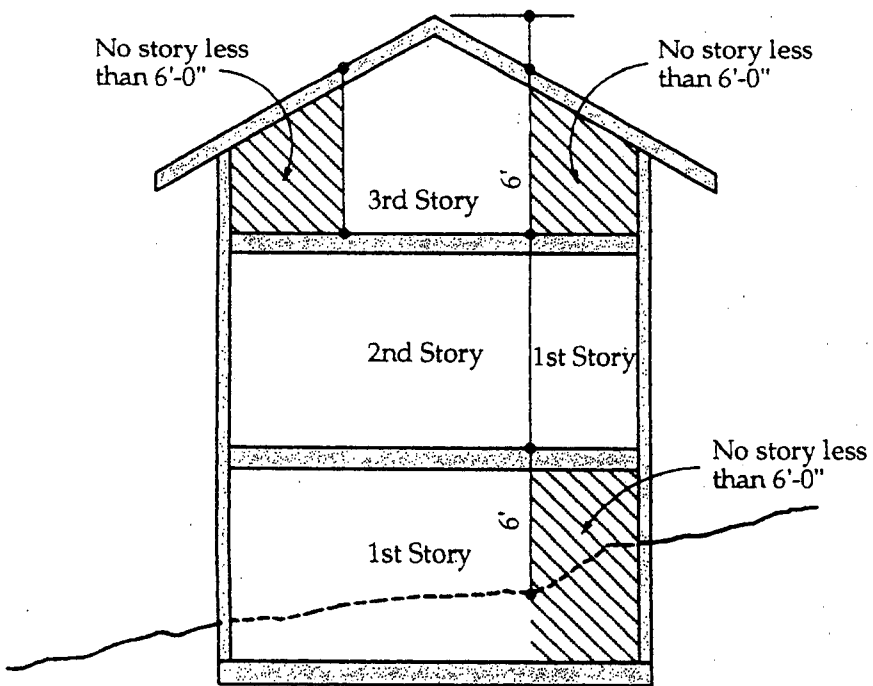 No story less
than 6'-0"
No story less
than 6'-0"
6'
3rd Story
2nd Story
1st Story
No story less
than 6'-0"
6'
1st Story